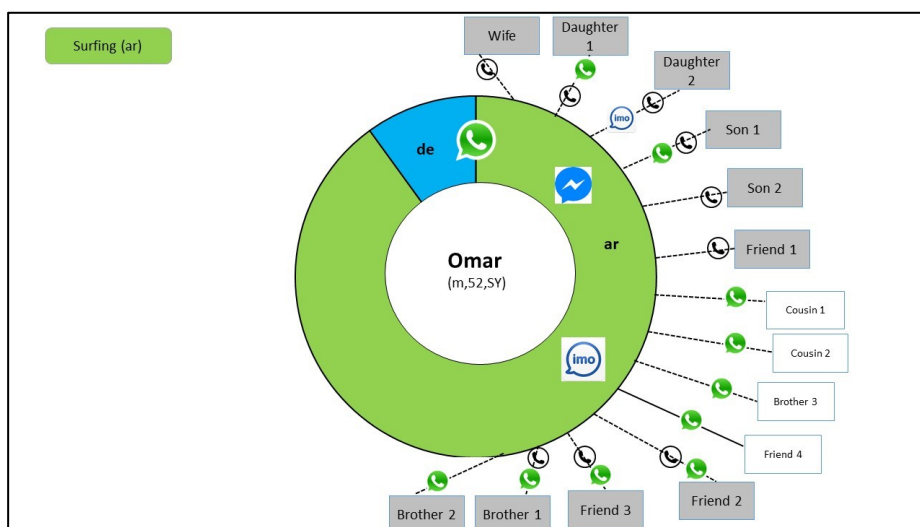 Surfing (ar)
Wife
Daughter
1
Daughter
2
imo
Son 1
de
Son 2
ar
Friend 1
Omar
(m,52,SY)
Cousin 1
Cousin 2
imo
Brother 3
Friend 4
Friend 2
Brother 2
Brother 1
Friend 3